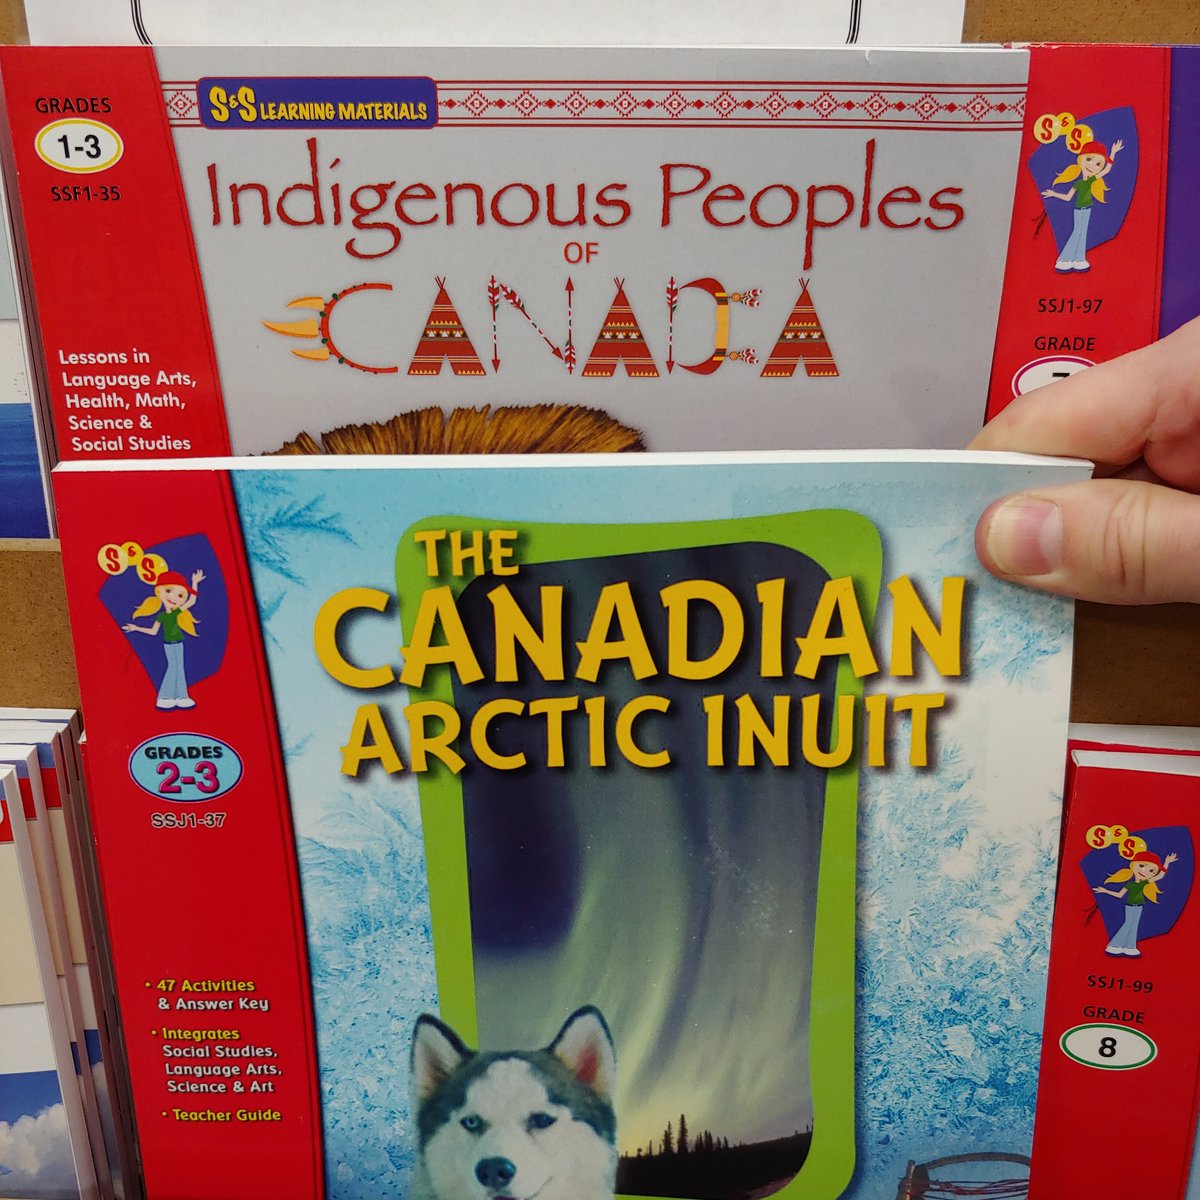 GRADES
1-3
SSF1-35
S&S LEARNING MATERIALS
Indigenous Peoples
OF
CANADA
Lessons in
Language Arts,
Health, Math,
Science &
Social Studies
S&S
SSJ1-97
GRADE
S&S
THE
CANADIAN
ARCTIC INUIT
GRADES
2-3
SSJ1-37
• 47 Activities
& Answer Key
• Integrates
Social Studies,
Language Arts,
Science & Art
• Teacher Guide
S&S
SSJ1-99
GRADE
8